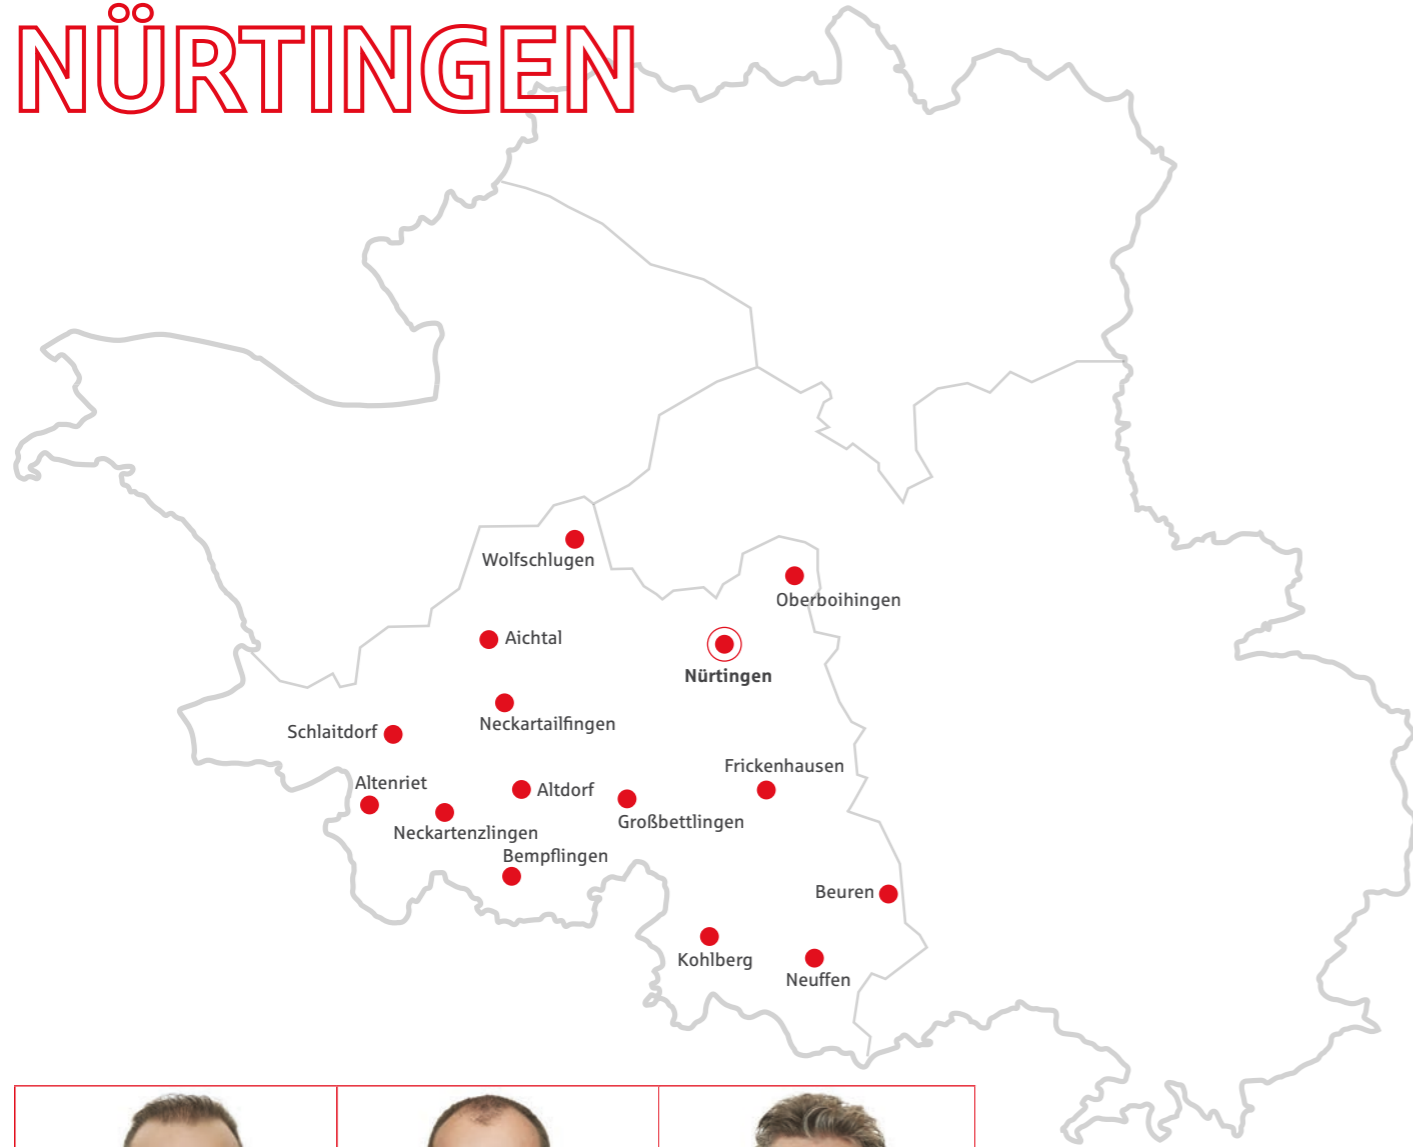 NÜRTINGEN
Wolfschlugen
Oberboihingen
Aichtal
Nürtingen
Neckartailfingen
Schlaitdorf
Frickenhausen
Altenriet
Altdorf
Großbettlingen
Neckartenzlingen
Bempflingen
Beuren
Kohlberg
Neuffen